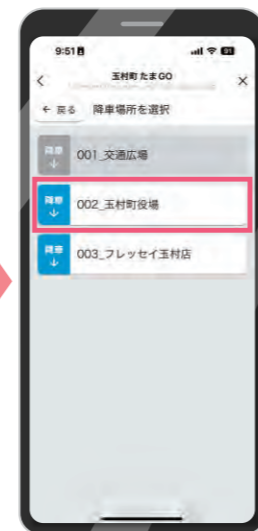 9:51
玉村町 たまGO
← 戻る 降車場所を選択
降車 ↓ 001_交通広場
降車 ↓ 002_玉村町役場
降車 ↓ 003_フレッセイ玉村店